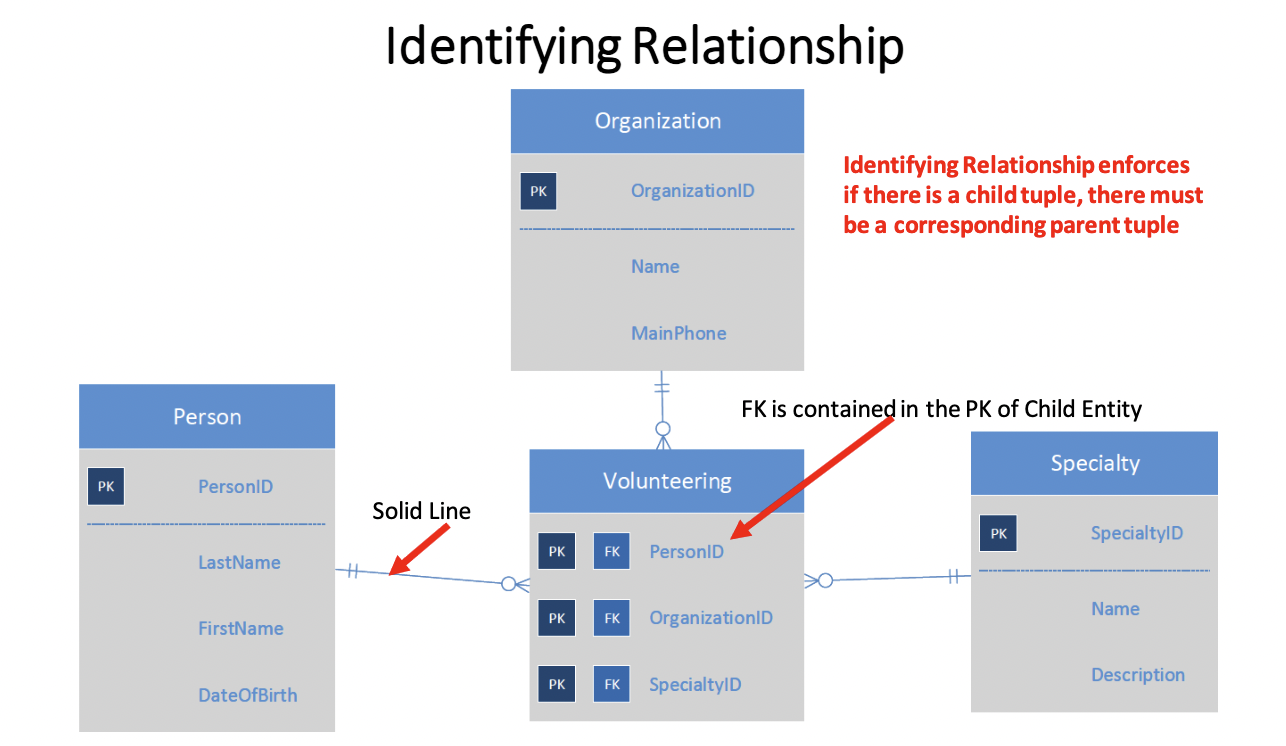 Identifying Relationship
Organization
PK OrganizationID
Name
MainPhone
Identifying Relationship enforces
if there is a child tuple, there must
be a corresponding parent tuple
FK is contained in the PK of Child Entity
Person
PK PersonID
LastName
FirstName
DateOfBirth
Solid Line
Volunteering
PK FK PersonID
PK FK OrganizationID
PK FK SpecialtyID
Specialty
PK SpecialtyID
Name
Description